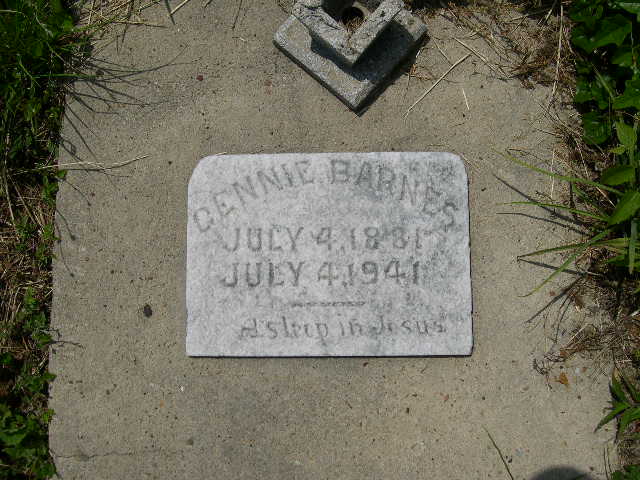 GENNIE BARNES
JULY 4, 1881
JULY 4, 1941
Asleep in Jesus